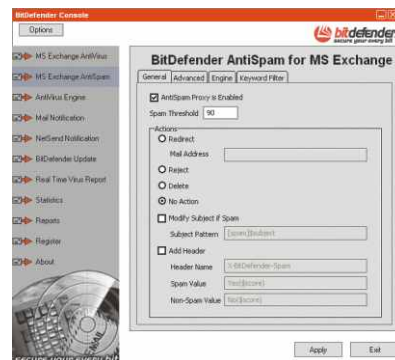 BitDefender Console
Options
bitdefender
secure your every bit
MS Exchange AntiVirus
MS Exchange AntiSpam
AntiVirus Engine
Mail Notification
NetSend Notification
BitDefender Update
Real Time Virus Report
Statistics
Reports
Register
About
BitDefender AntiSpam for MS Exchange
General Advanced Engine Keyword Filter
AntiSpam Proxy is Enabled
Spam Threshold 90
Actions
Redirect
Mail Address
Reject
Delete
No Action
Modify Subject if Spam
Subject Pattern [spam]$subject
Add Header
Header Name X-BitDefender-Spam
Spam Value Yes($score)
Non-Spam Value No($score)
secure your every bit
Apply Exit